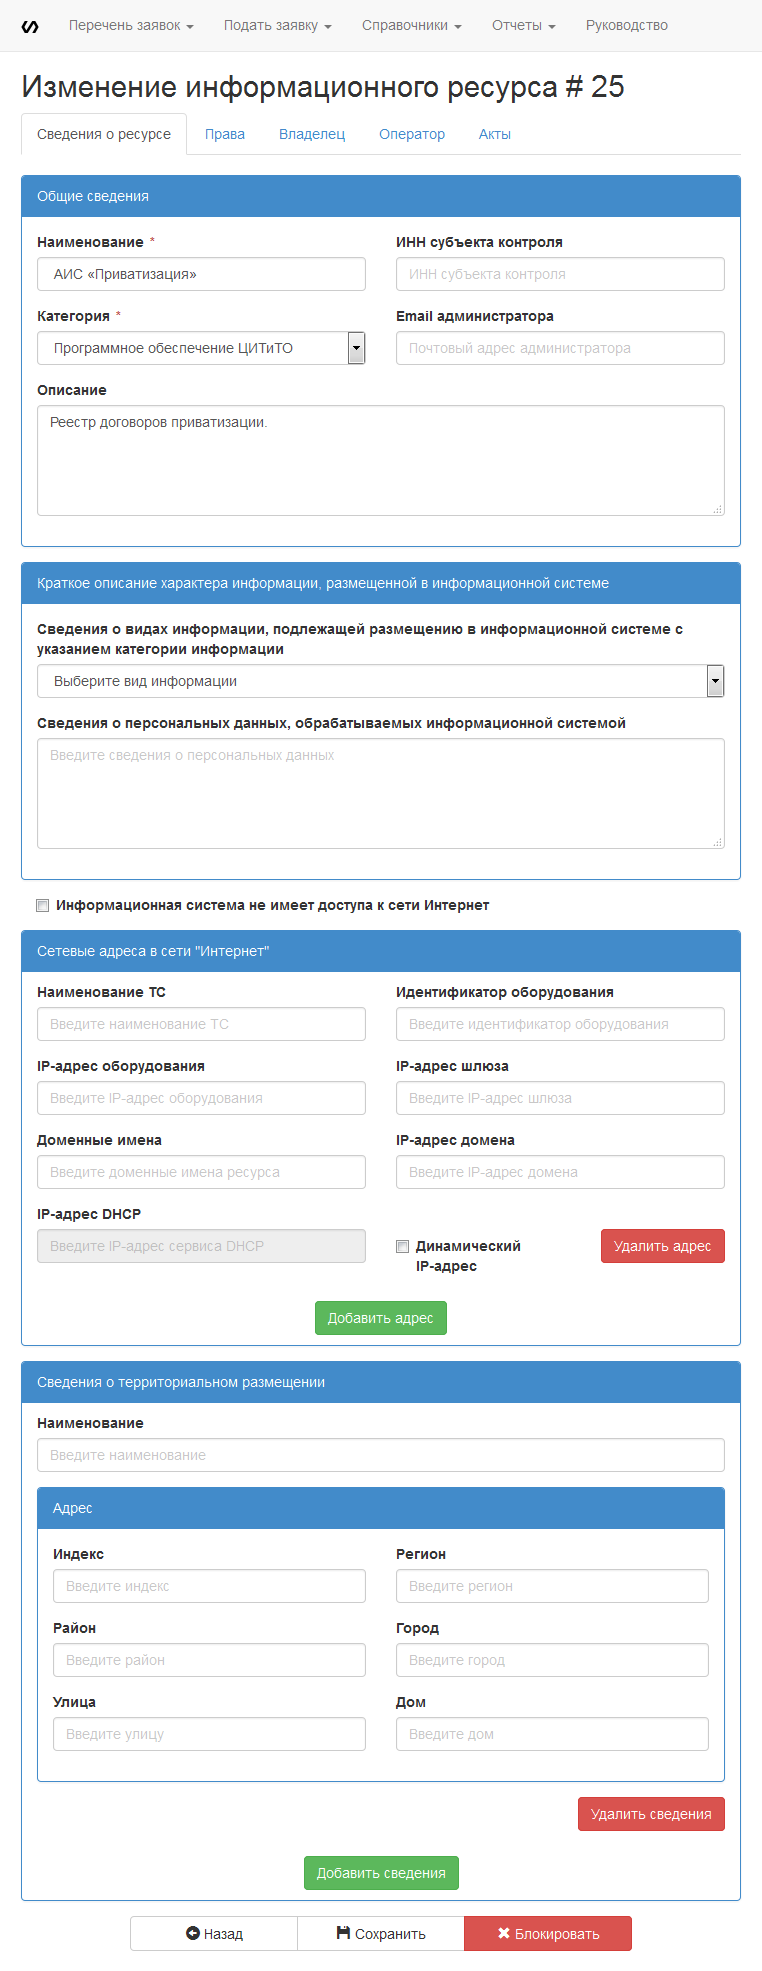 Перечень заявок Подать заявку Справочники Отчеты Руководство
Изменение информационного ресурса # 25
Сведения о ресурсе Права Владелец Оператор Акты
Общие сведения
Наименование * ИНН субъекта контроля
АИС «Приватизация» ИНН субъекта контроля
Категория * Email администратора
Программное обеспечение ЦИТиТО Почтовый адрес администратора
Описание
Реестр договоров приватизации.
Краткое описание характера информации, размещенной в информационной системе
Сведения о видах информации, подлежащей размещению в информационной системе с
указанием категории информации
Выберите вид информации
Сведения о персональных данных, обрабатываемых информационной системой
Введите сведения о персональных данных
Информационная система не имеет доступа к сети Интернет
Сетевые адреса в сети "Интернет"
Наименование ТС Идентификатор оборудования
Введите наименование ТС Введите идентификатор оборудования
IP-адрес оборудования IP-адрес шлюза
Введите IP-адрес оборудования Введите IP-адрес шлюза
Доменные имена IP-адрес домена
Введите доменные имена ресурса Введите IP-адрес домена
IP-адрес DHCP
Введите IP-адрес сервиса DHCP Динамический Удалить адрес
IP-адрес
Добавить адрес
Сведения о территориальном размещении
Наименование
Введите наименование
Адрес
Индекс Регион
Введите индекс Введите регион
Район Город
Введите район Введите город
Улица Дом
Введите улицу Введите дом
Удалить сведения
Добавить сведения
Назад Сохранить Блокировать